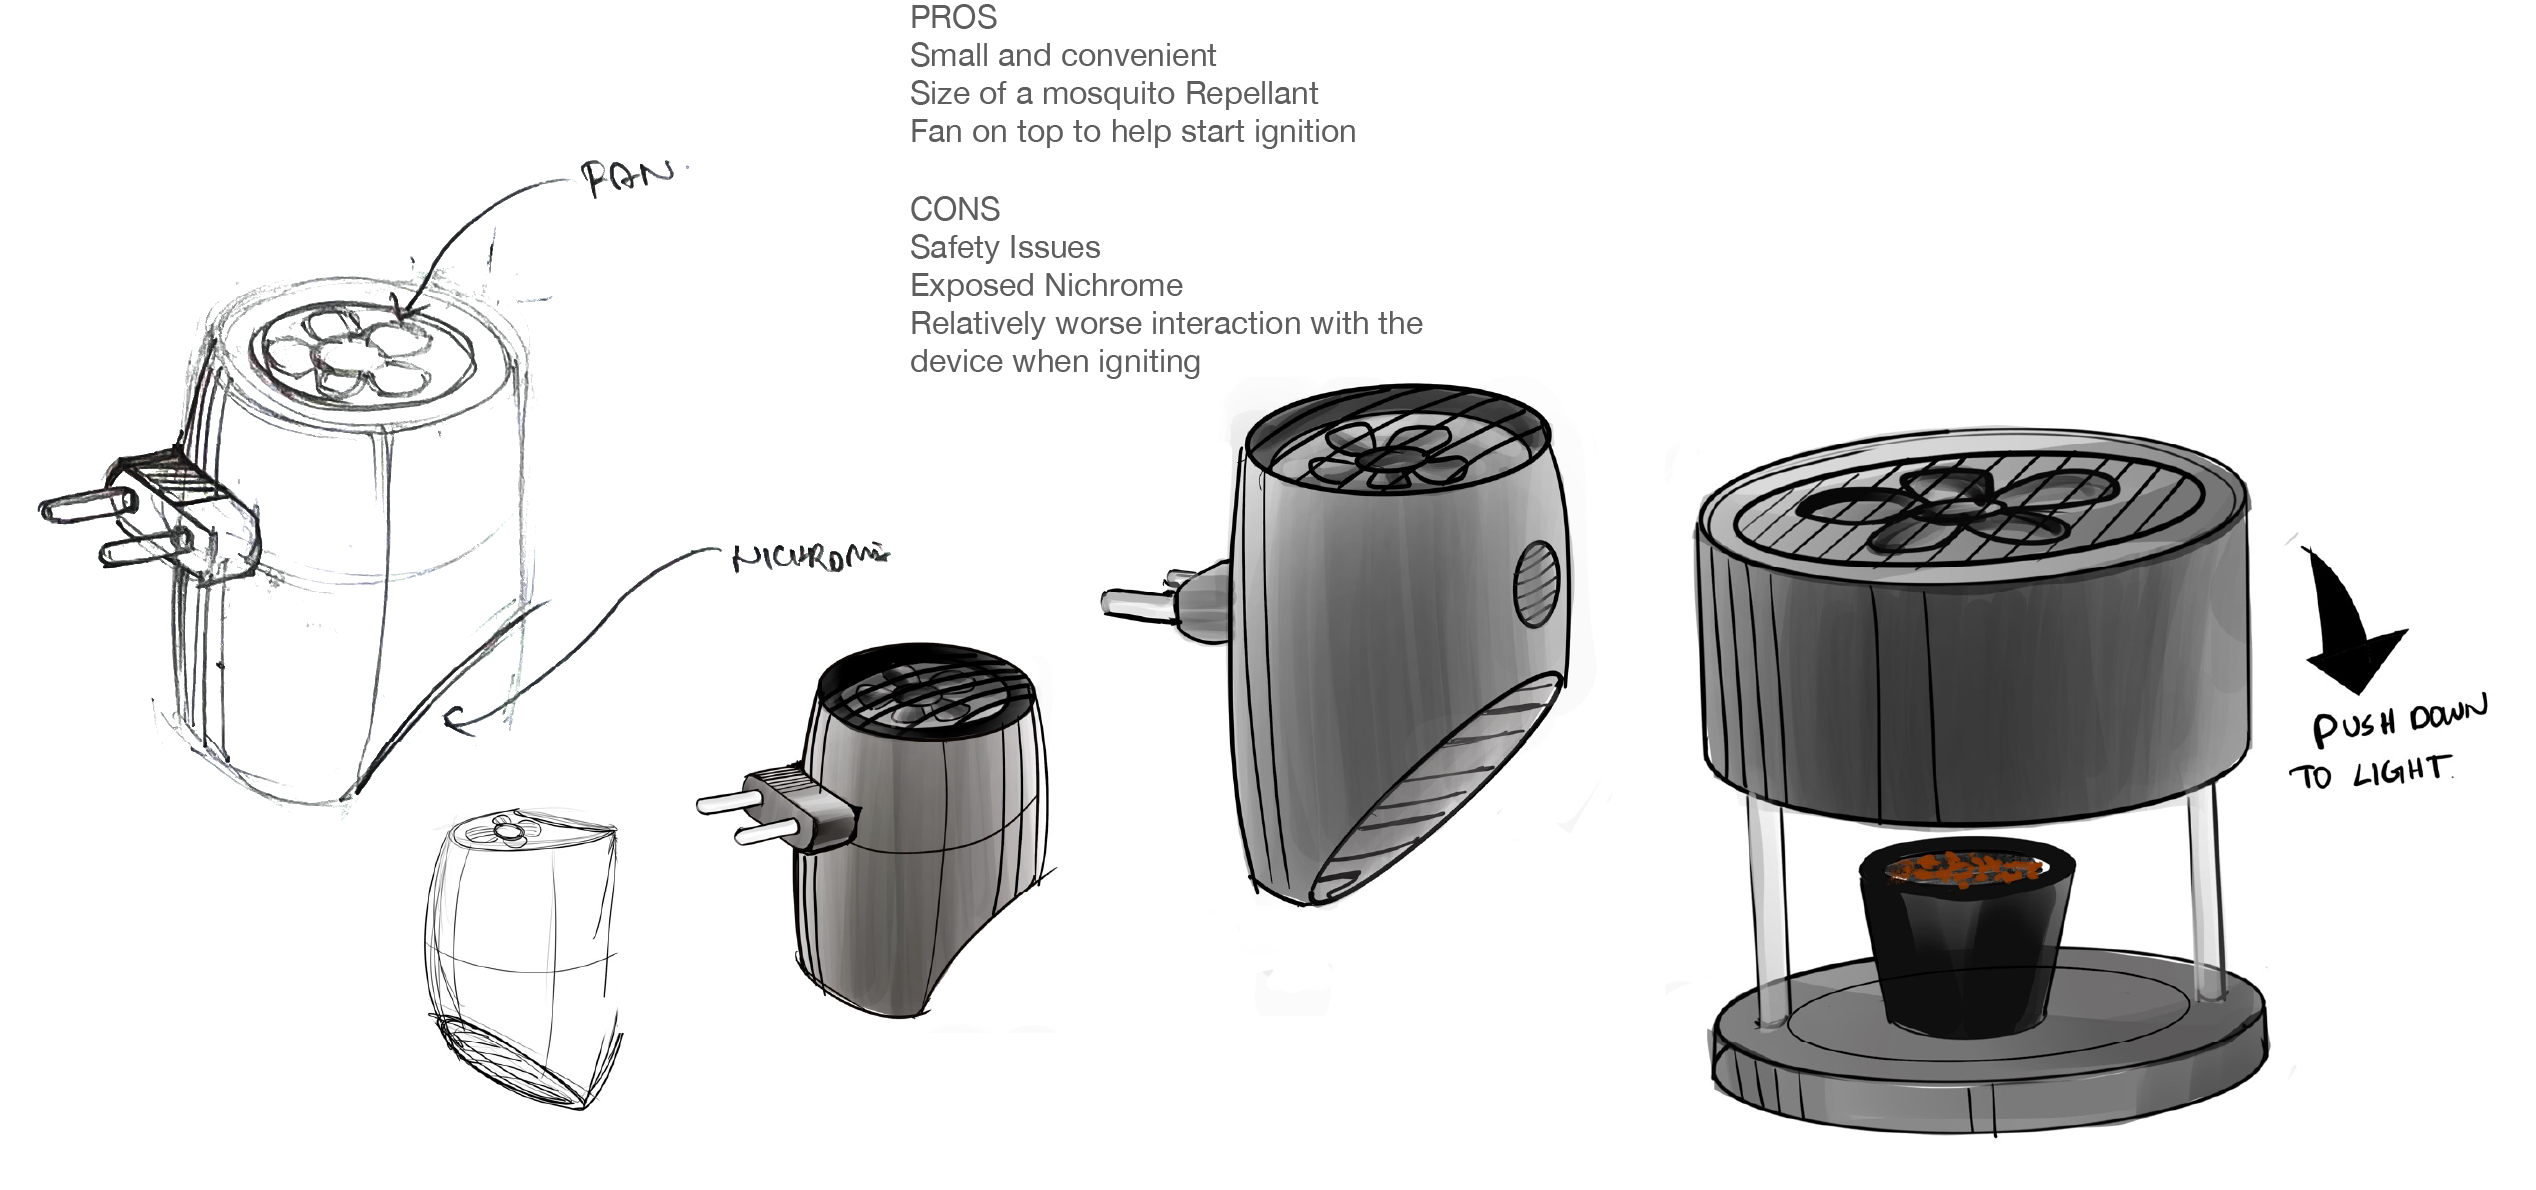 PROS
Small and convenient
Size of a mosquito Repellant
Fan on top to help start ignition
CONS
Safety Issues
Exposed Nichrome
Relatively worse interaction with the
device when igniting
FAN.
NICHROME
PUSH DOWN
TO LIGHT.